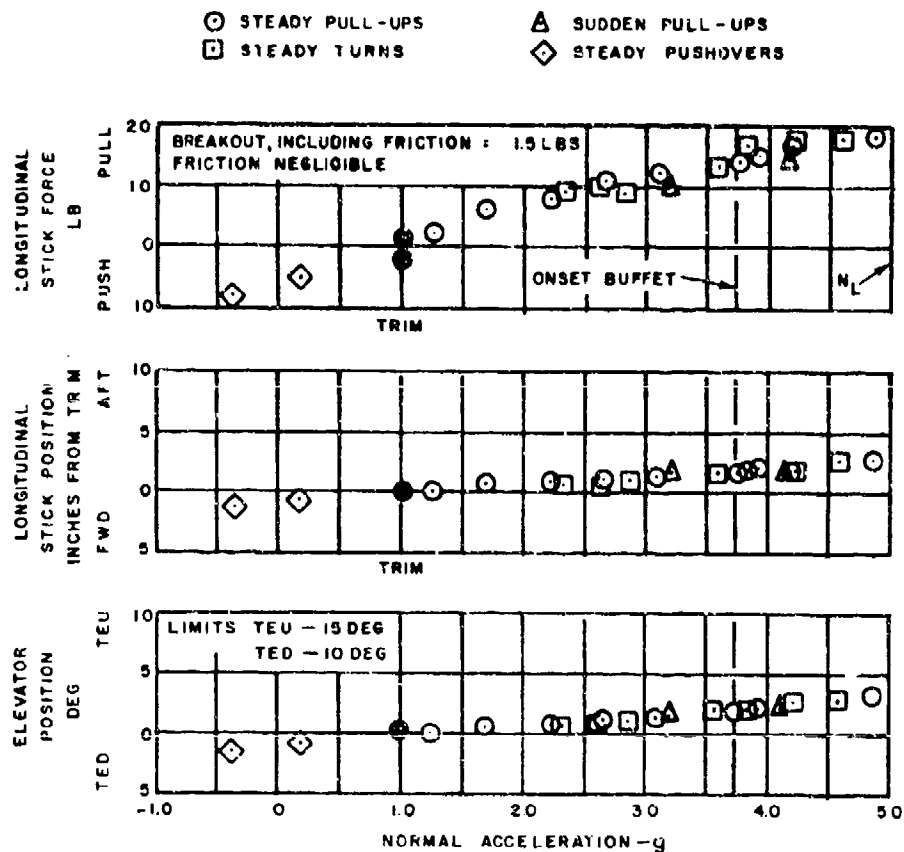 STEADY PULL-UPS
SUDDEN PULL-UPS
STEADY TURNS
STEADY PUSHOVERS
LONGITUDINAL
STICK FORCE
LB
PUSH
PULL
20
10
0
10
BREAKOUT, INCLUDING FRICTION = 1.5 LBS
FRICTION NEGLIGIBLE
ONSET BUFFET
NL
TRIM
LONGITUDINAL
STICK POSITION
INCHES FROM TRIM
FWD
AFT
10
5
0
5
TRIM
ELEVATOR
POSITION
DEG
TED
TEU
10
5
0
5
LIMITS TEU - 15 DEG
TED - 10 DEG
-1.0 0 1.0 2.0 3.0 4.0 5.0
NORMAL ACCELERATION - g